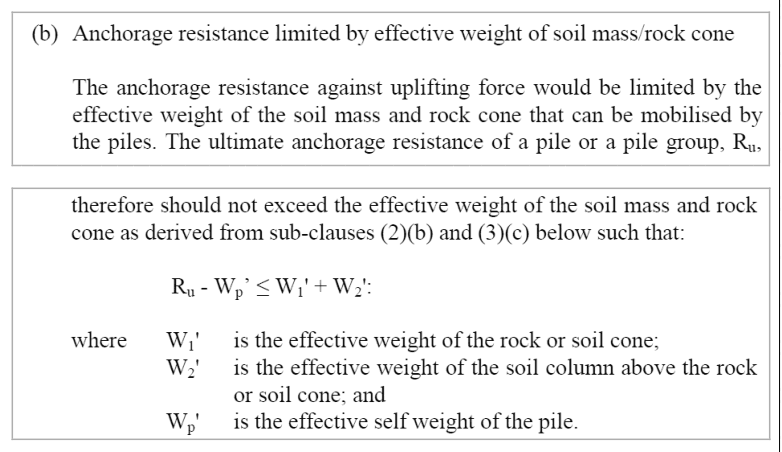 (b) Anchorage resistance limited by effective weight of soil mass/rock cone
The anchorage resistance against uplifting force would be limited by the
effective weight of the soil mass and rock cone that can be mobilised by
the piles. The ultimate anchorage resistance of a pile or a pile group, Rᵤ,
therefore should not exceed the effective weight of the soil mass and rock
cone as derived from sub-clauses (2)(b) and (3)(c) below such that:
Rᵤ - Wₚ’ ≤ W₁' + W₂':
where W₁' is the effective weight of the rock or soil cone;
W₂' is the effective weight of the soil column above the rock
or soil cone; and
Wₚ' is the effective self weight of the pile.